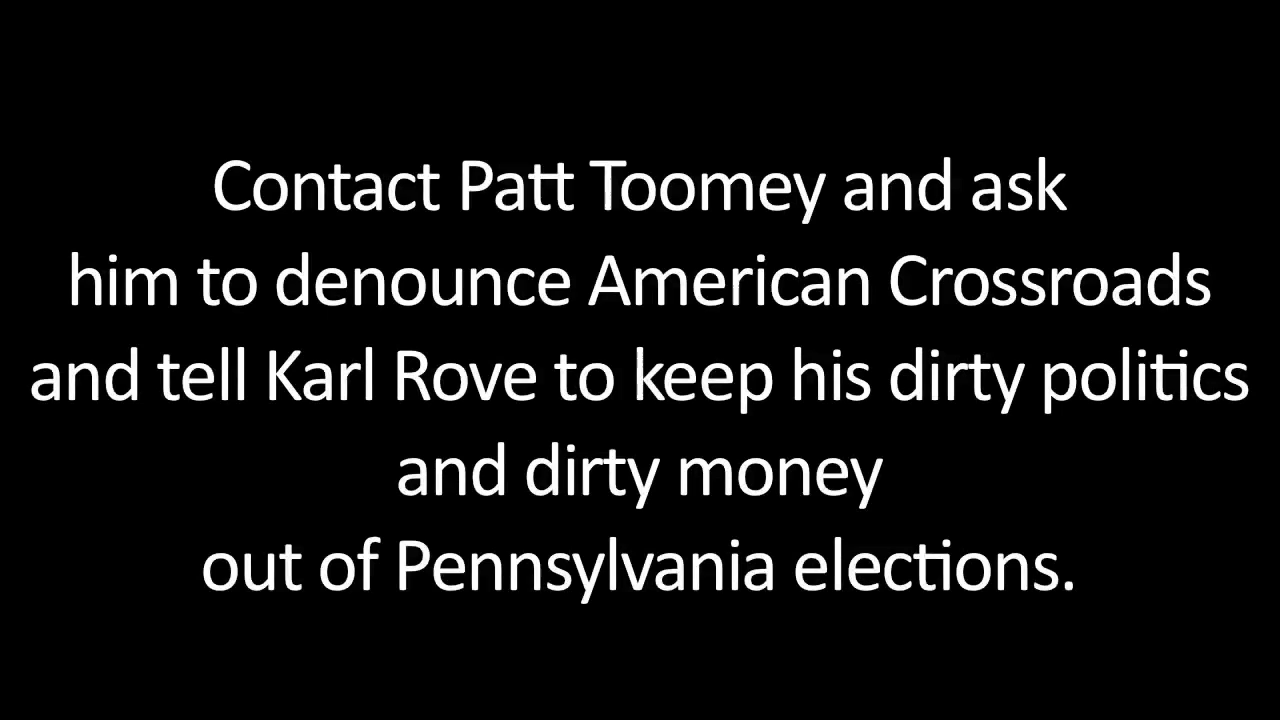 Contact Patt Toomey and ask
him to denounce American Crossroads
and tell Karl Rove to keep his dirty politics
and dirty money
out of Pennsylvania elections.